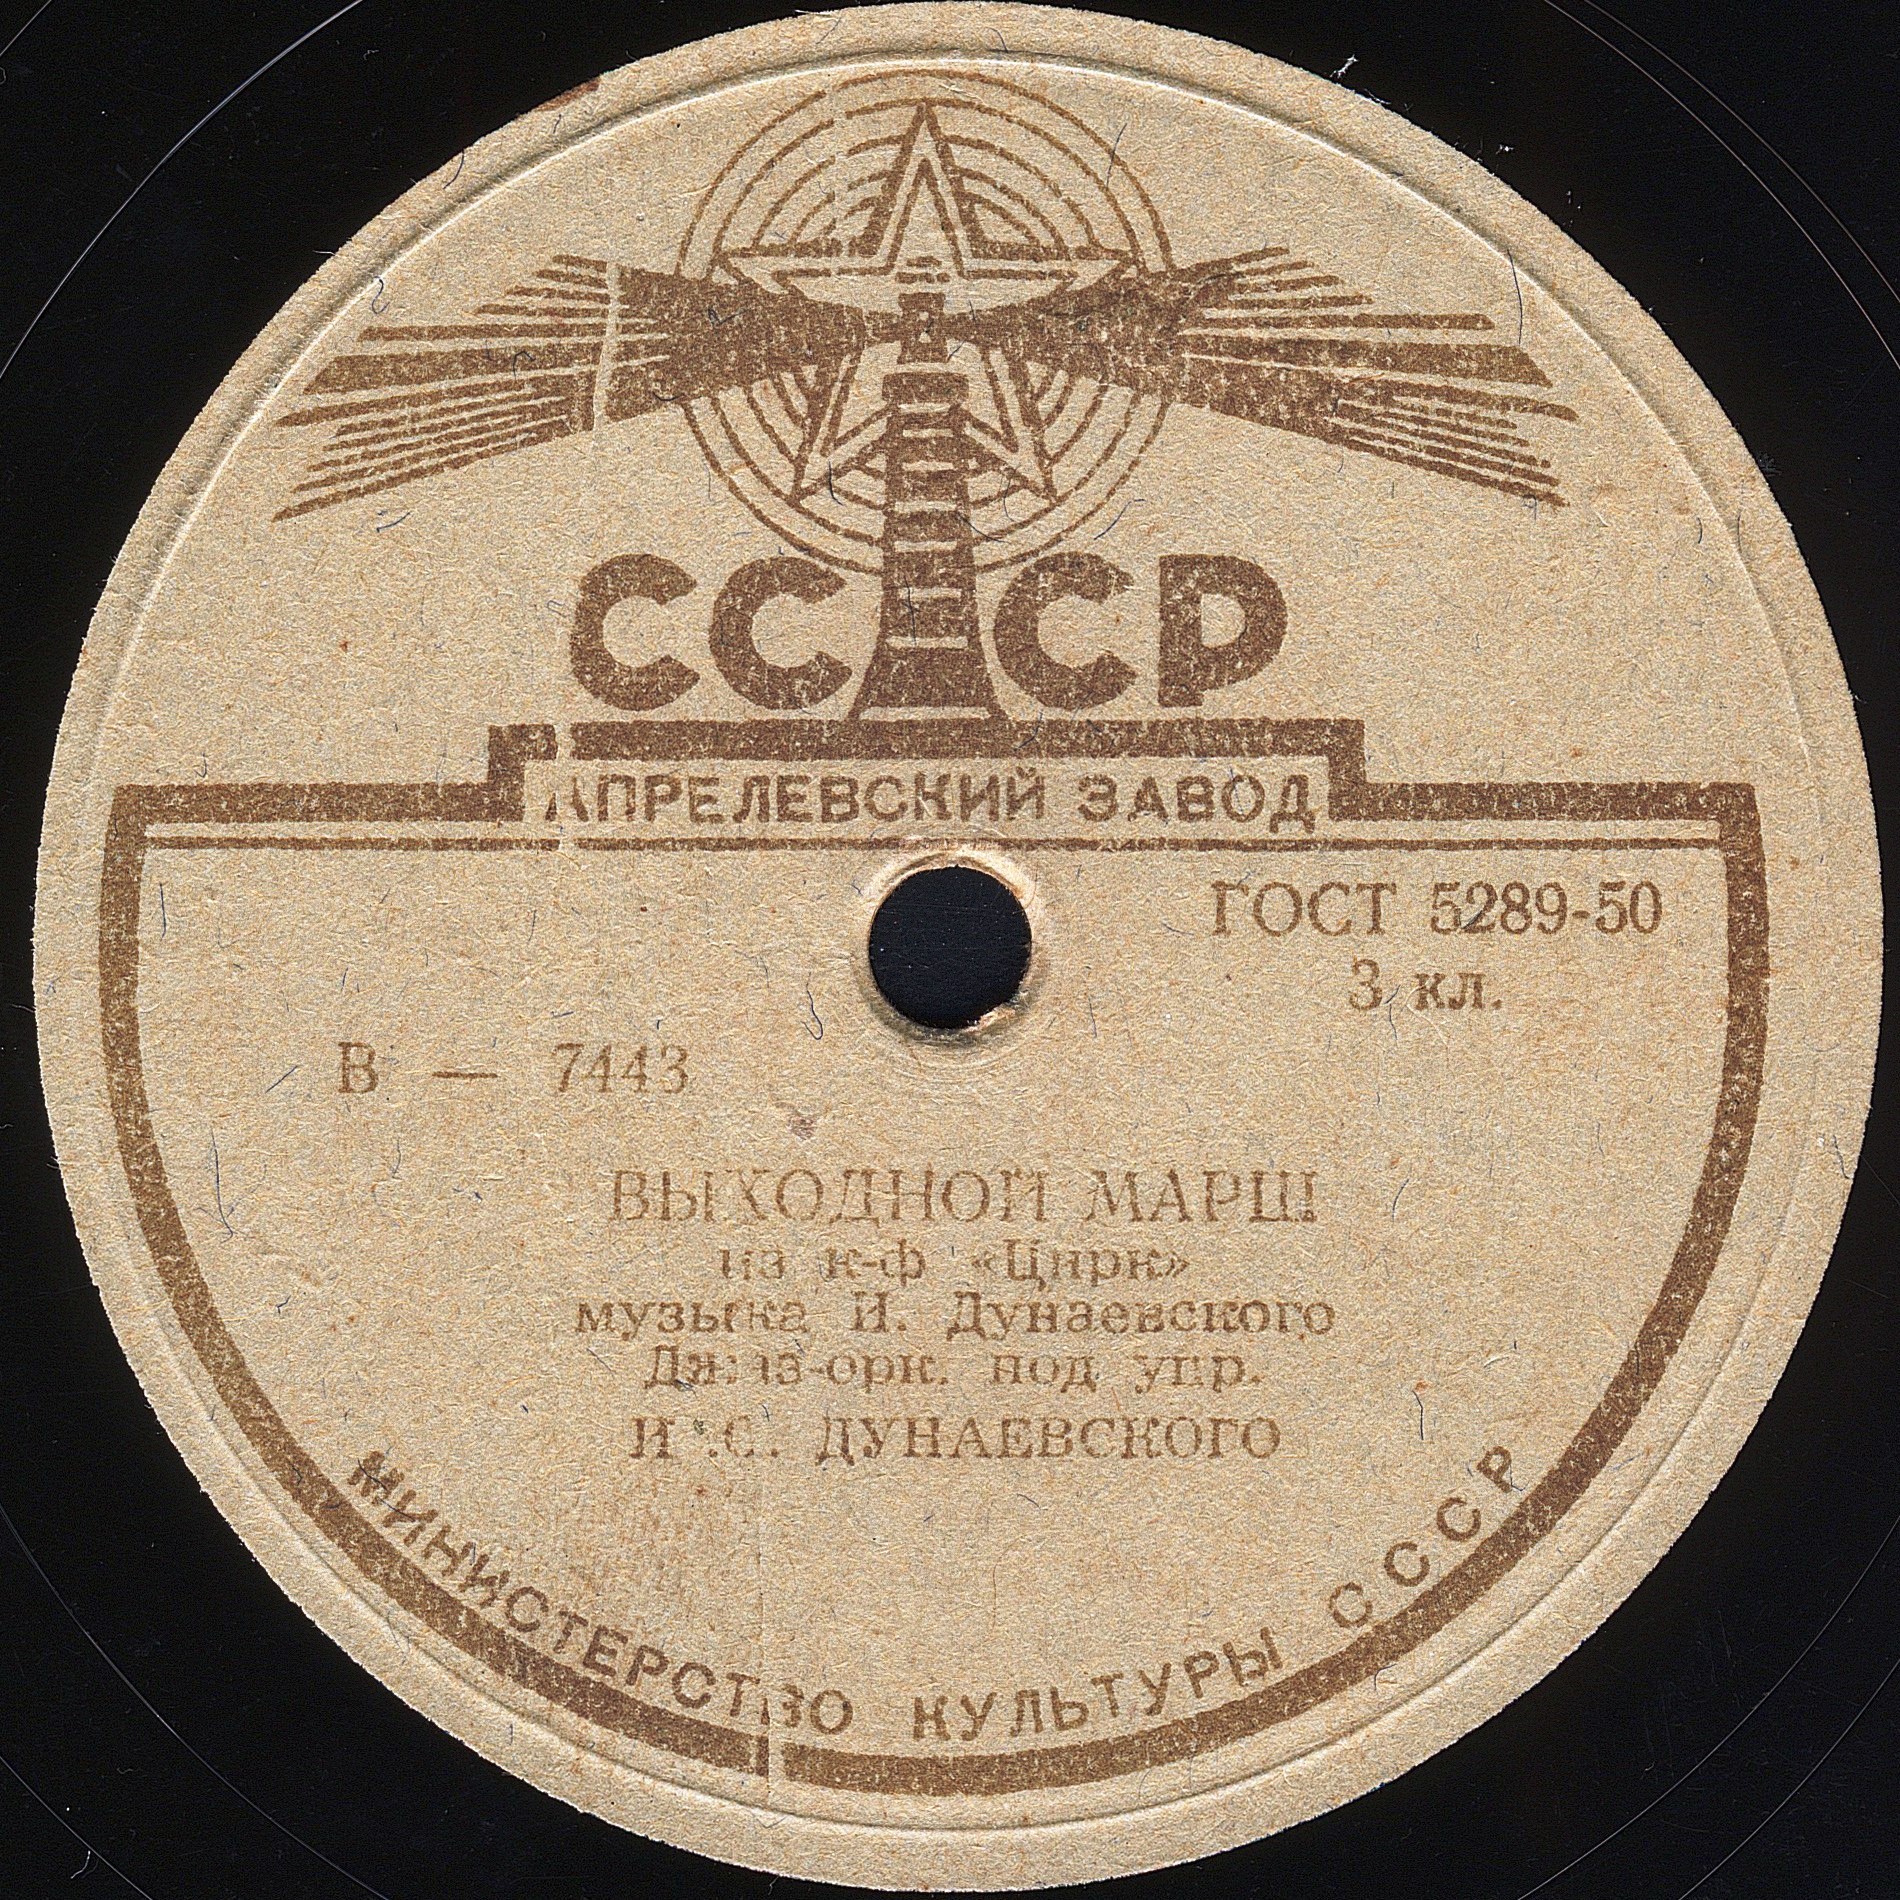 СССР
АПРЕЛЕВСКИЙ ЗАВОД
ГОСТ 5289-50
3 кл.
В — 7443
ВЫХОДНОЙ МАРШ
из к-ф «Цирк»
музыка И. Дунаевского
Джаз-орк. под упр.
И. С. ДУНАЕВСКОГО
МИНИСТЕРСТВО КУЛЬТУРЫ СССР